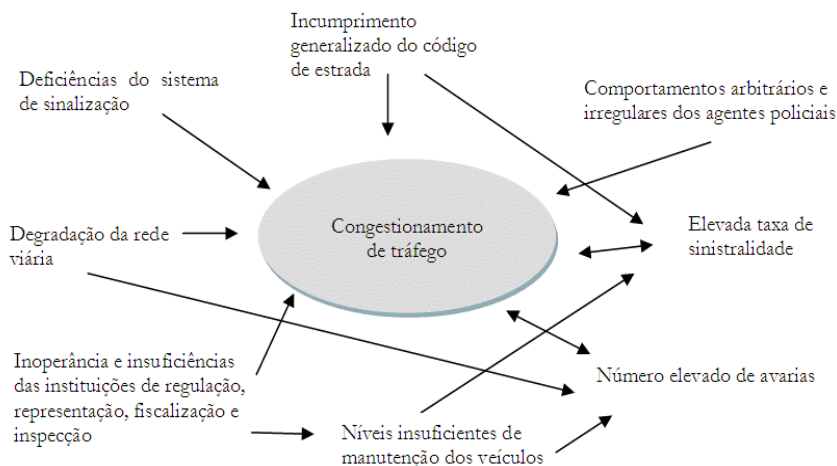 Incumprimento
generalizado do código
de estrada
Deficiências do sistema
de sinalização
Comportamentos arbitrários e
irregulares dos agentes policiais
Congestionamento
de tráfego
Degradação da rede
viária
Elevada taxa de
sinistralidade
Inoperância e insuficiências
das instituições de regulação,
representação, fiscalização e
inspecção
Número elevado de avarias
Níveis insuficientes de
manutenção dos veículos